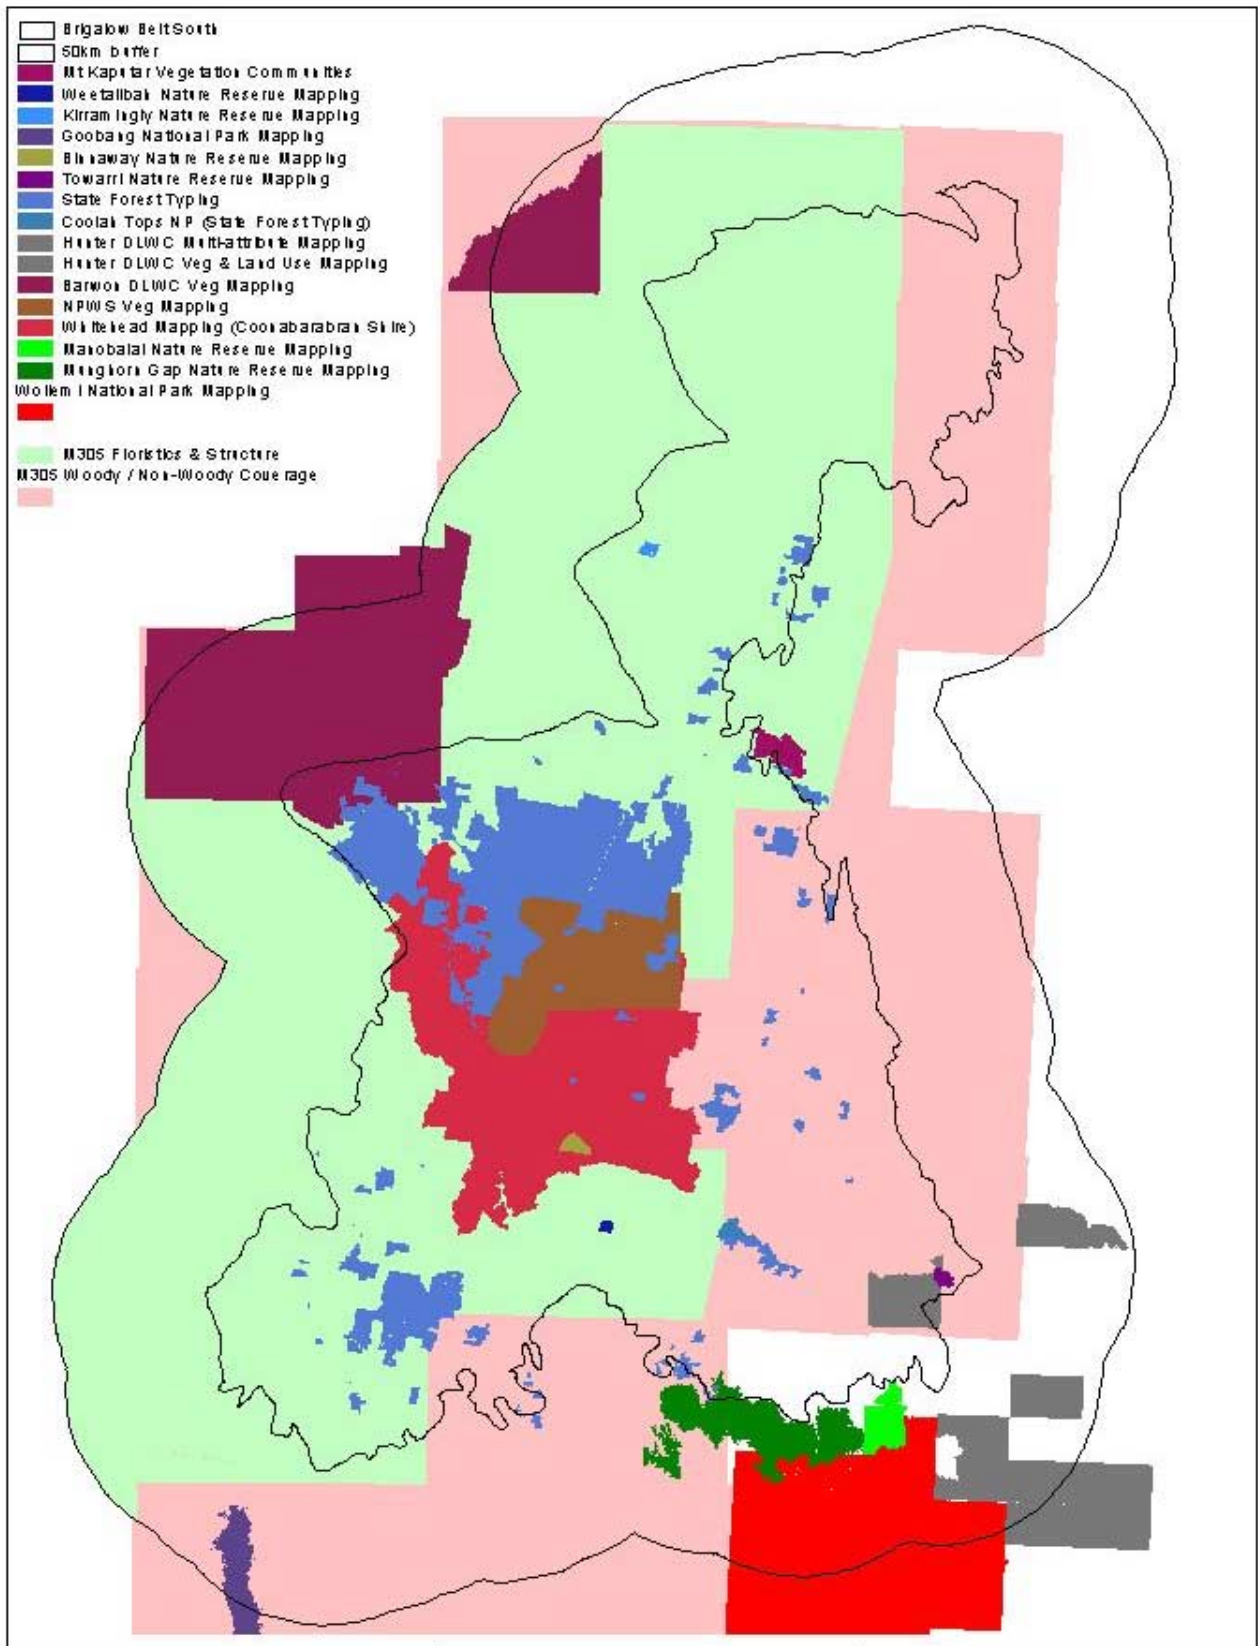 Brigalow Belt South
50km buffer
Mt Kaputar Vegetation Communities
Weetalibah Nature Reserve Mapping
Kirramingly Nature Reserve Mapping
Goobang National Park Mapping
Binnaway Nature Reserve Mapping
Towarri Nature Reserve Mapping
State Forest Typing
Coolah Tops NP (State Forest Typing)
Hunter DLWC Multi-attribute Mapping
Hunter DLWC Veg & Land Use Mapping
Barwon DLWC Veg Mapping
NPWS Veg Mapping
Whitehead Mapping (Coonabarabran Shire)
Manobalai Nature Reserve Mapping
Munghorn Gap Nature Reserve Mapping
Wollemi National Park Mapping
M305 Floristics & Structure
M305 Woody / Non-Woody Coverage